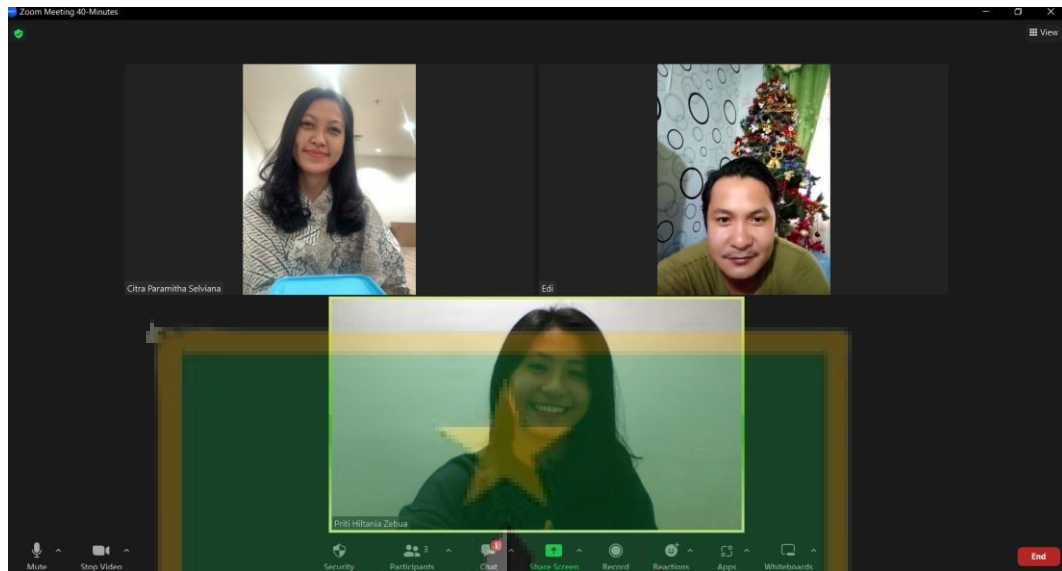 Zoom Meeting 40-Minutes
View
Citra Paramitha Selviana
Edi
Priti Hiltania Zebua
Mute
Stop Video
Security
Participants
3
Chat
1
Share Screen
Record
Reactions
Apps
Whiteboards
End